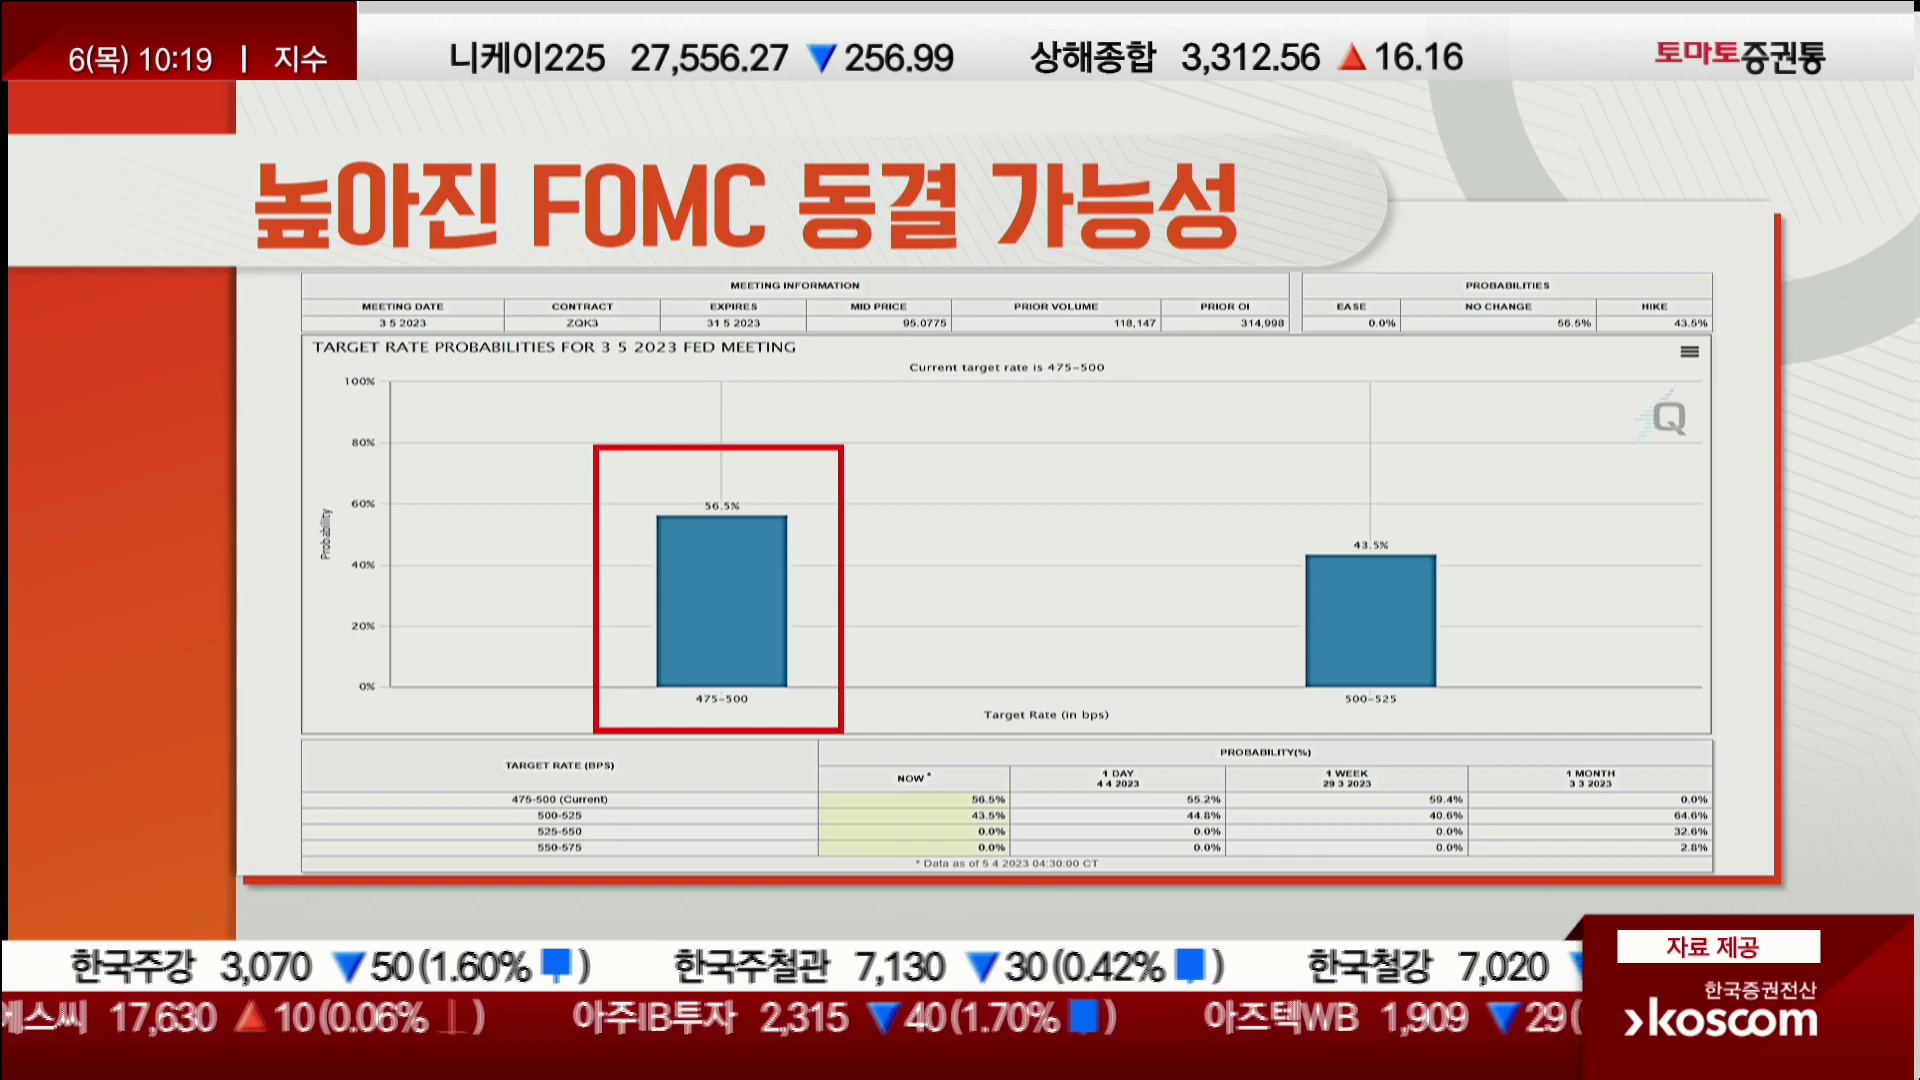 6(목) 10:19 | 지수
니케이225 27,556.27 ▼256.99 상해종합 3,312.56 ▲16.16
토마토증권통
높아진 FOMC 동결 가능성
MEETING INFORMATION
MEETING DATE CONTRACT EXPIRES MID PRICE PRIOR VOLUME PRIOR OI
3 5 2023 ZQK3 31 5 2023 95.0775 118,147 314,998
PROBABILITIES
EASE NO CHANGE HIKE
0.0% 56.5% 43.5%
TARGET RATE PROBABILITIES FOR 3 5 2023 FED MEETING
Current target rate is 475-500
Q
100%
80%
60%
40%
20%
0%
Probability
56.5%
43.5%
475-500
500-525
Target Rate (in bps)
TARGET RATE (BPS) PROBABILITY(%)
NOW * 1 DAY 4 4 2023 1 WEEK 29 3 2023 1 MONTH 3 3 2023
475-500 (Current) 56.5% 55.2% 59.4% 0.0%
500-525 43.5% 44.8% 40.6% 64.6%
525-550 0.0% 0.0% 0.0% 32.6%
550-575 0.0% 0.0% 0.0% 2.8%
* Data as of 5 4 2023 04:30:00 CT
한국주강 3,070 ▼50(1.60%) 한국주철관 7,130 ▼30(0.42%) 한국철강 7,020
에스씨 17,630 ▲10(0.06%) 아주IB투자 2,315 ▼40(1.70%) 아즈텍WB 1,909 ▼29(
자료 제공
한국증권전산
koscom